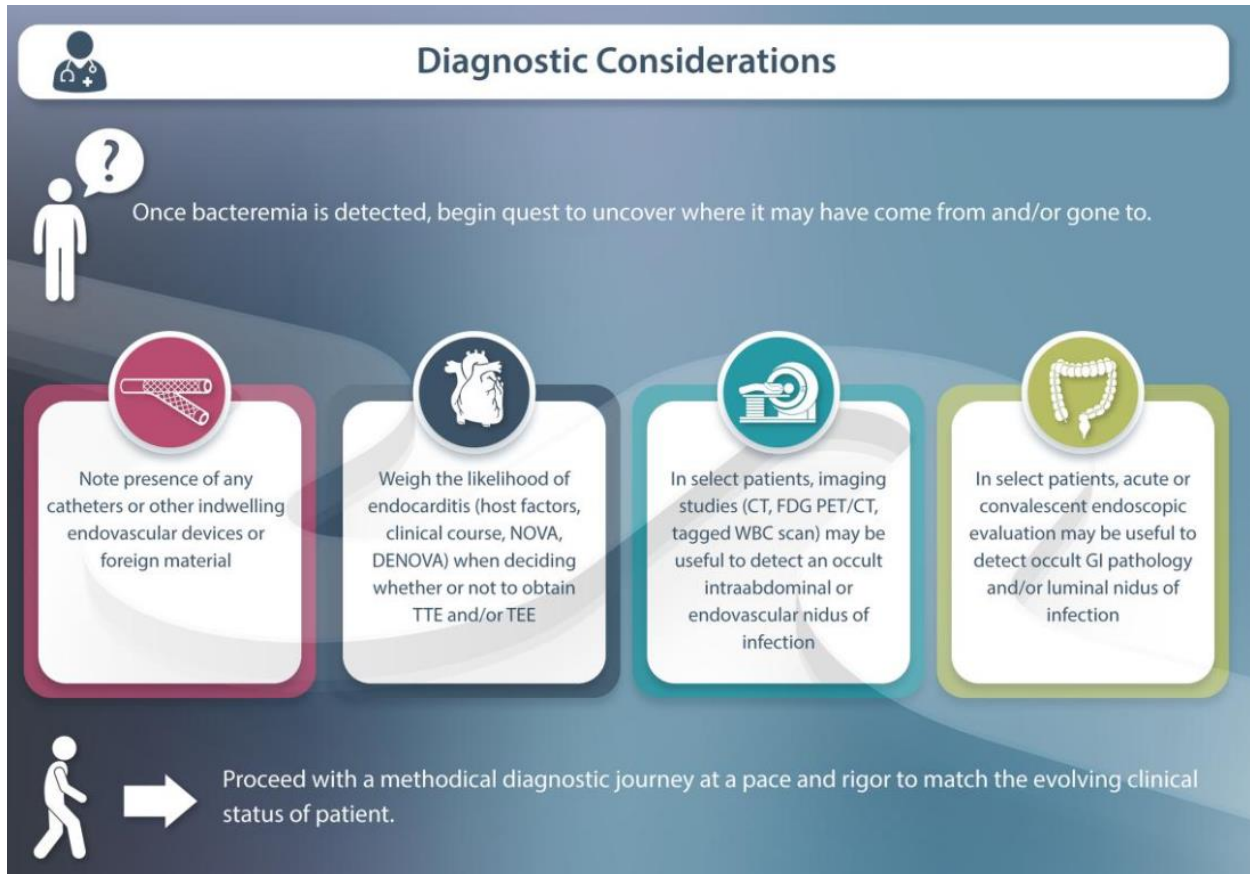 Diagnostic Considerations
?
Once bacteremia is detected, begin quest to uncover where it may have come from and/or gone to.
Note presence of any
catheters or other indwelling
endovascular devices or
foreign material
Weigh the likelihood of
endocarditis (host factors,
clinical course, NOVA,
DENOVA) when deciding
whether or not to obtain
TTE and/or TEE
In select patients, imaging
studies (CT, FDG PET/CT,
tagged WBC scan) may be
useful to detect an occult
intraabdominal or
endovascular nidus of
infection
In select patients, acute or
convalescent endoscopic
evaluation may be useful to
detect occult GI pathology
and/or luminal nidus of
infection
Proceed with a methodical diagnostic journey at a pace and rigor to match the evolving clinical
status of patient.